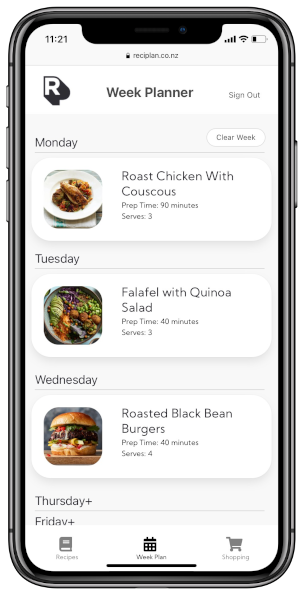 11:21
reciplan.co.nz
R
Week Planner
Sign Out
Clear Week
Monday
Roast Chicken With
Couscous
Prep Time: 90 minutes
Serves: 3
Tuesday
Falafel with Quinoa
Salad
Prep Time: 40 minutes
Serves: 3
Wednesday
Roasted Black Bean
Burgers
Prep Time: 40 minutes
Serves: 4
Thursday+
Friday+
Recipes
Week Plan
Shopping